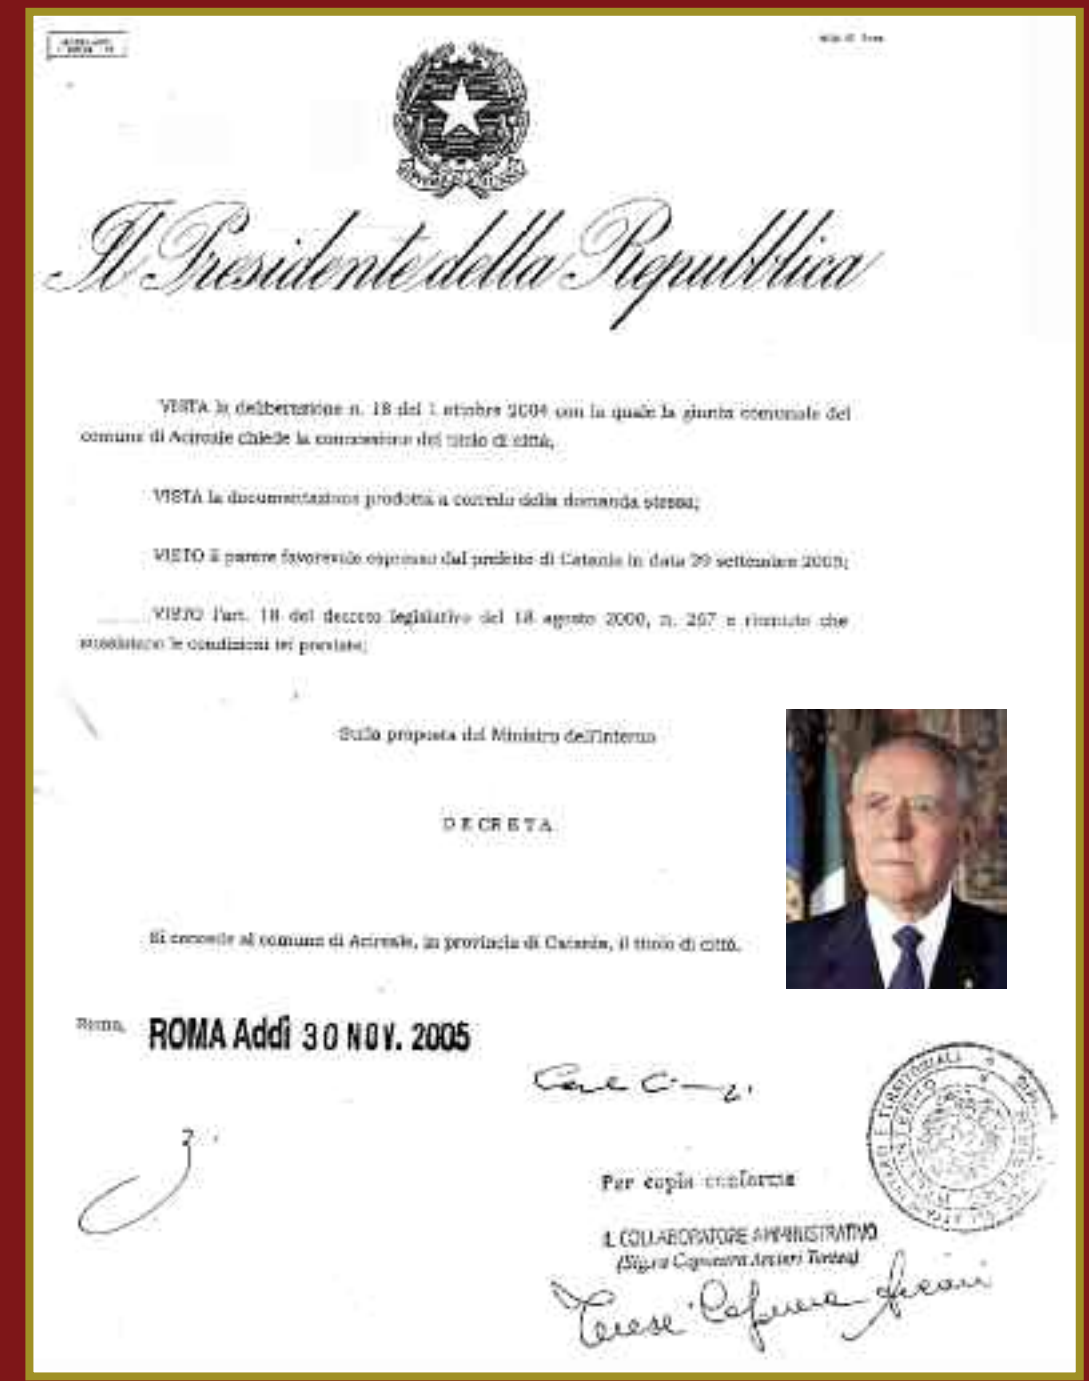 Il Presidente della Repubblica
VISTA la deliberazione n. 18 del 1 ottobre 2004 con la quale la giunta comunale del
comune di Acireale chiede la concessione del titolo di città;
VISTA la documentazione prodotta a corredo della domanda stessa;
VISTO il parere favorevole espresso dal prefetto di Catania in data 29 settembre 2005;
VISTO l'art. 18 del decreto legislativo del 18 agosto 2000, n. 267 e ritenuto che
sussistano le condizioni ivi previste;
Sulla proposta del Ministro dell'Interno
DECRETA
Si concede al comune di Acireale, in provincia di Catania, il titolo di città.
Roma, ROMA Addì 30 NOV. 2005
Per copia conforme
IL COLLABORATORE AMMINISTRATIVO